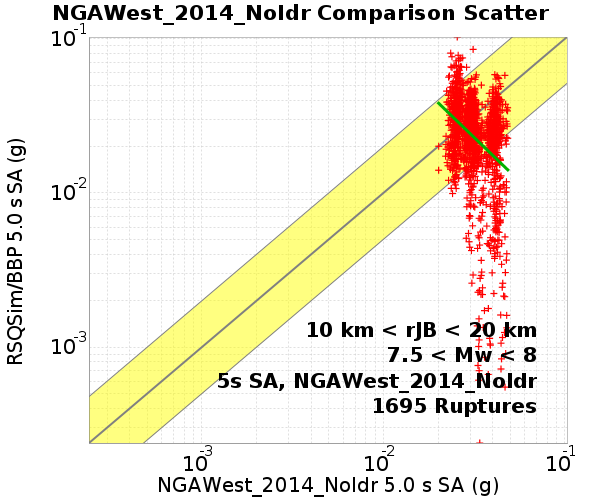 NGAWest_2014_NoIdr Comparison Scatter
10⁻¹
10⁻²
10⁻³
RSQSim/BBP 5.0 s SA (g)
10 km < rJB < 20 km
7.5 < Mw < 8
5s SA, NGAWest_2014_NoIdr
1695 Ruptures
10⁻³ 10⁻² 10⁻¹
NGAWest_2014_NoIdr 5.0 s SA (g)